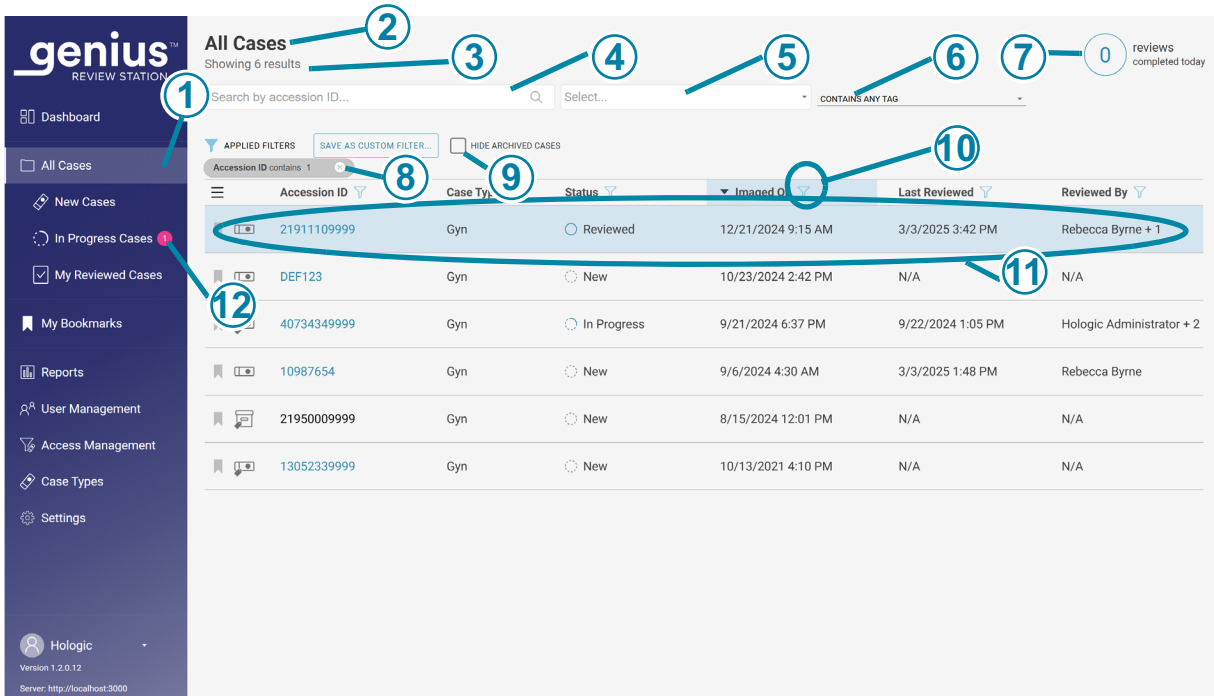 genius™
REVIEW STATION
Dashboard
All Cases
New Cases
In Progress Cases 1
My Reviewed Cases
My Bookmarks
Reports
User Management
Access Management
Case Types
Settings
Hologic
Version 1.2.0.12
Server: http://localhost:3000
1
2
3
4
5
6
7
All Cases
Showing 6 results
0 reviews
completed today
Search by accession ID...
Select...
CONTAINS ANY TAG
APPLIED FILTERS
SAVE AS CUSTOM FILTER...
HIDE ARCHIVED CASES
Accession ID contains 1
8
9
10
11
12
Accession ID Case Typ Status Imaged O Last Reviewed Reviewed By
21911109999 Gyn Reviewed 12/21/2024 9:15 AM 3/3/2025 3:42 PM Rebecca Byrne + 1
DEF123 Gyn New 10/23/2024 2:42 PM N/A N/A
40734349999 Gyn In Progress 9/21/2024 6:37 PM 9/22/2024 1:05 PM Hologic Administrator + 2
10987654 Gyn New 9/6/2024 4:30 AM 3/3/2025 1:48 PM Rebecca Byrne
21950009999 Gyn New 8/15/2024 12:01 PM N/A N/A
13052339999 Gyn New 10/13/2021 4:10 PM N/A N/A